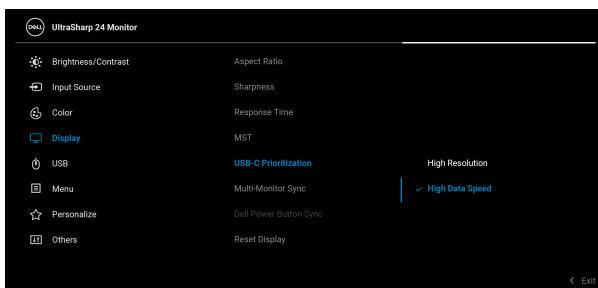 DELL UltraSharp 24 Monitor
Brightness/Contrast Aspect Ratio
Input Source Sharpness
Color Response Time
Display MST
USB USB-C Prioritization High Resolution
Menu Multi-Monitor Sync High Data Speed
Personalize Dell Power Button Sync
Others Reset Display
Exit